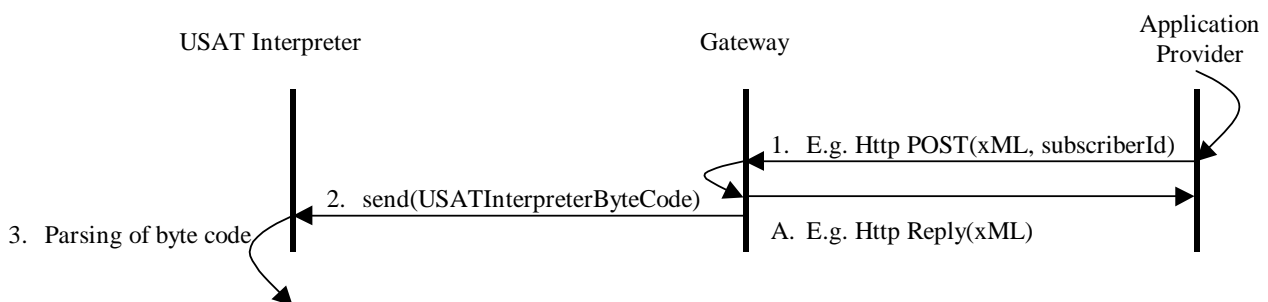 USAT Interpreter
Gateway
Application
Provider
1. E.g. Http POST(xML, subscriberId)
2. send(USATInterpreterByteCode)
3. Parsing of byte code
A. E.g. Http Reply(xML)